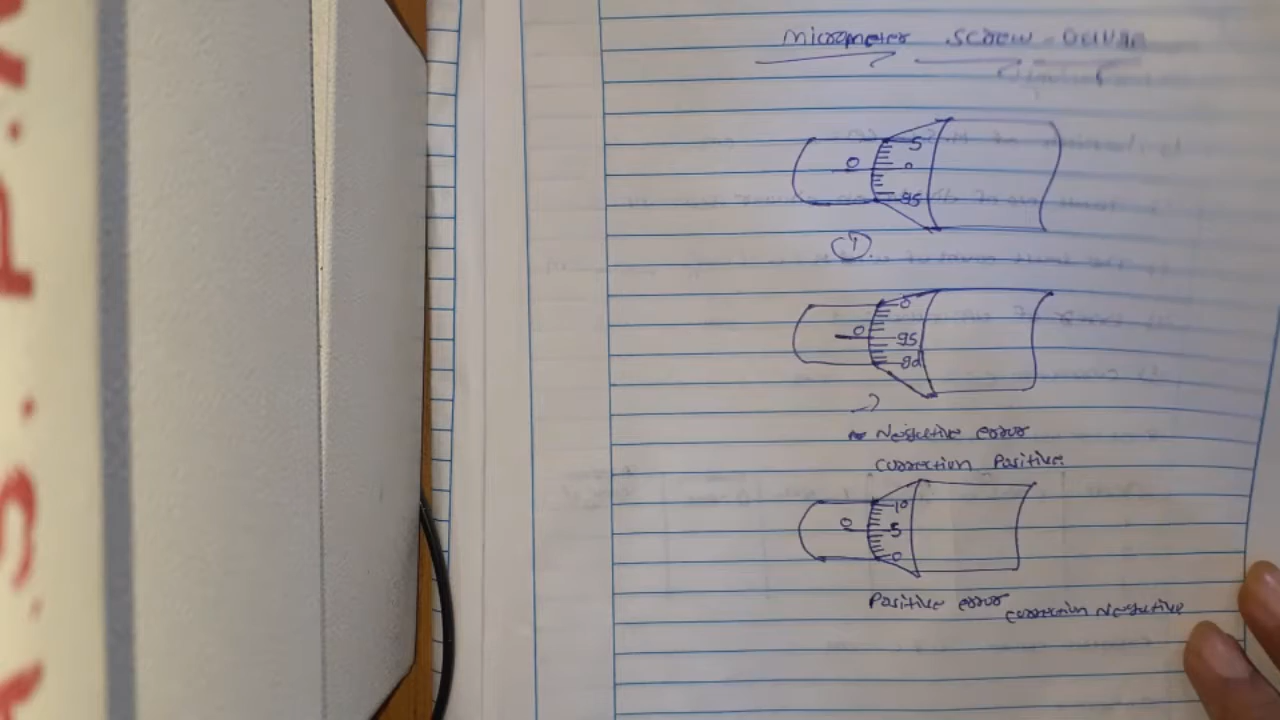 micrometer screw
5
0 0
95
1
0
0 95
90
Negative error
correction Positive.
10
0 5
0
Positive error correction Negative